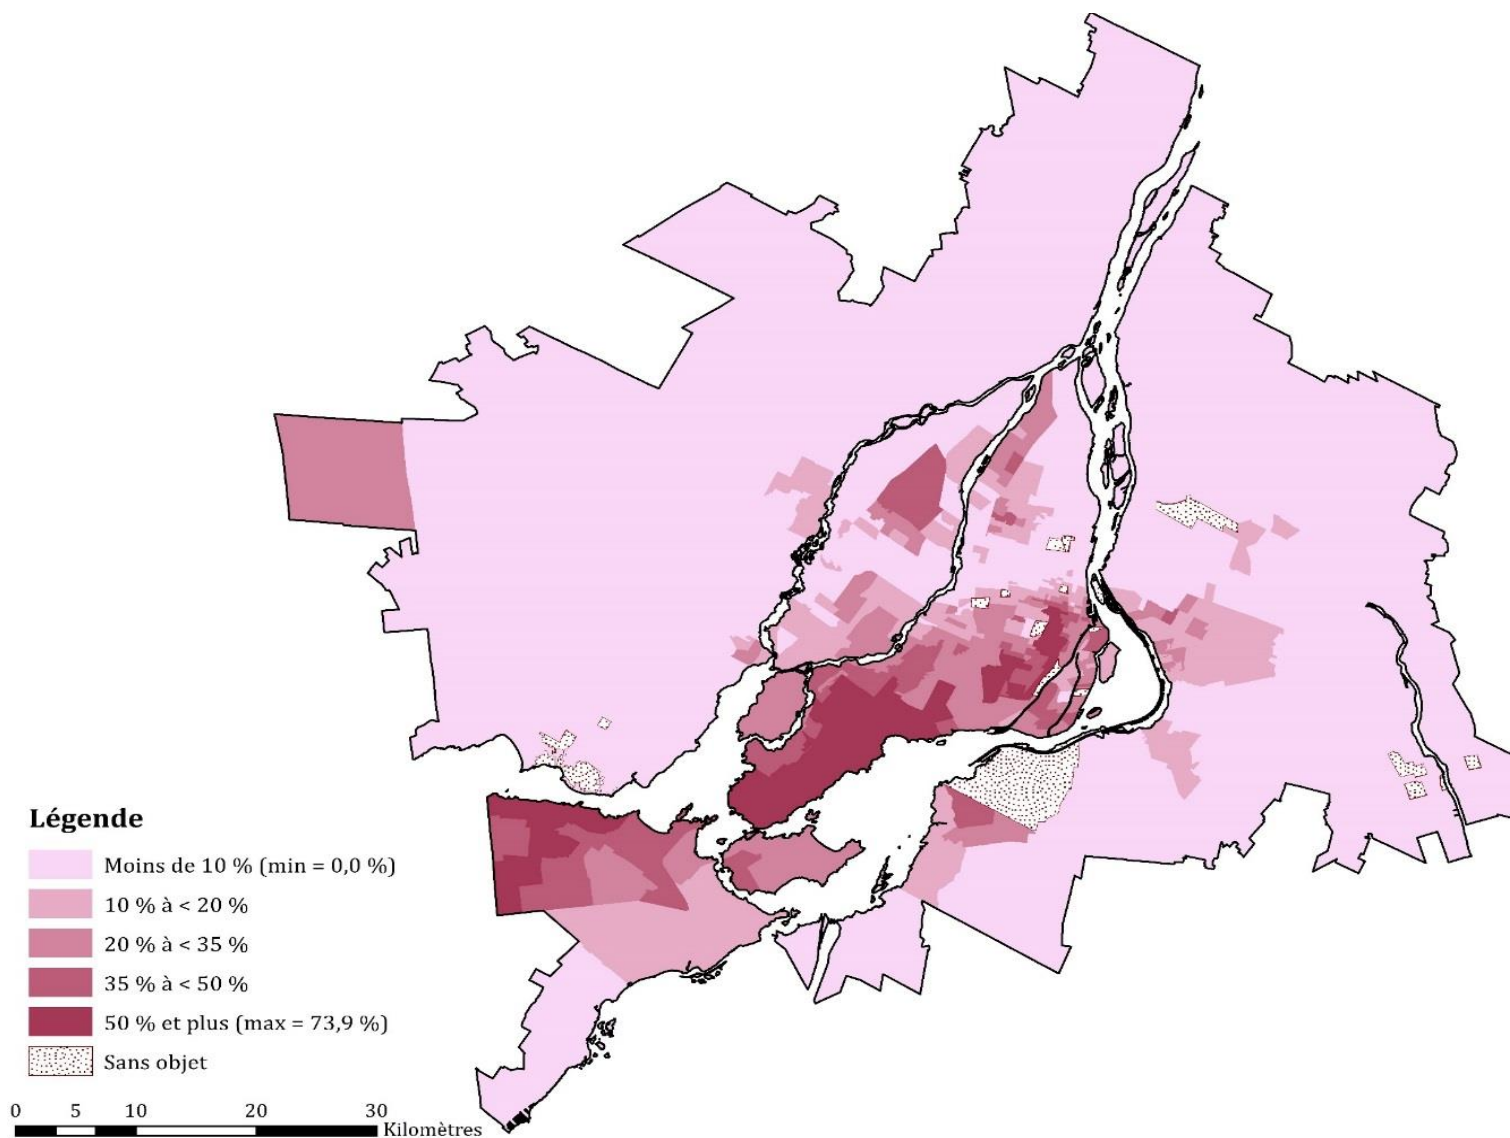 Légende
Moins de 10 % (min = 0,0 %)
10 % à < 20 %
20 % à < 35 %
35 % à < 50 %
50 % et plus (max = 73,9 %)
Sans objet
0 5 10 20 30
Kilomètres